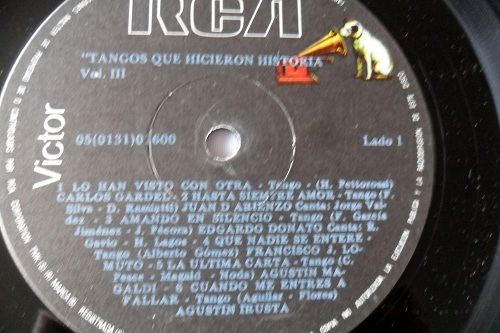 RCA
Victor
"TANGOS QUE HICIERON HISTORIA
Vol. III
05(0131)01600
Lado 1
1 LO HAN VISTO CON OTRA - Tango - (H. Pettorossi)
CARLOS GARDEL - 2 HASTA SIEMPRE AMOR - Tango (F.
Silva - D. Ramos) JUAN D'ARIENZO Canta: Jorge Val-
dez - 3 AMANDO EN SILENCIO - Tango (F. García
Jiménez - J. Pécora) EDGARDO DONATO Canta: R.
Gavio - H. Lagos - 4 QUE NADIE SE ENTERE -
Tango (Alberto Gómez) FRANCISCO J. LO-
MUTO - 5 LA ULTIMA CARTA - Tango (C.
Pesce - Magaldi - Noda) AGUSTIN MA-
GALDI - 6 CUANDO ME ENTRES A
FALLAR - Tango (Aguilar - Flores)
AGUSTIN IRUSTA